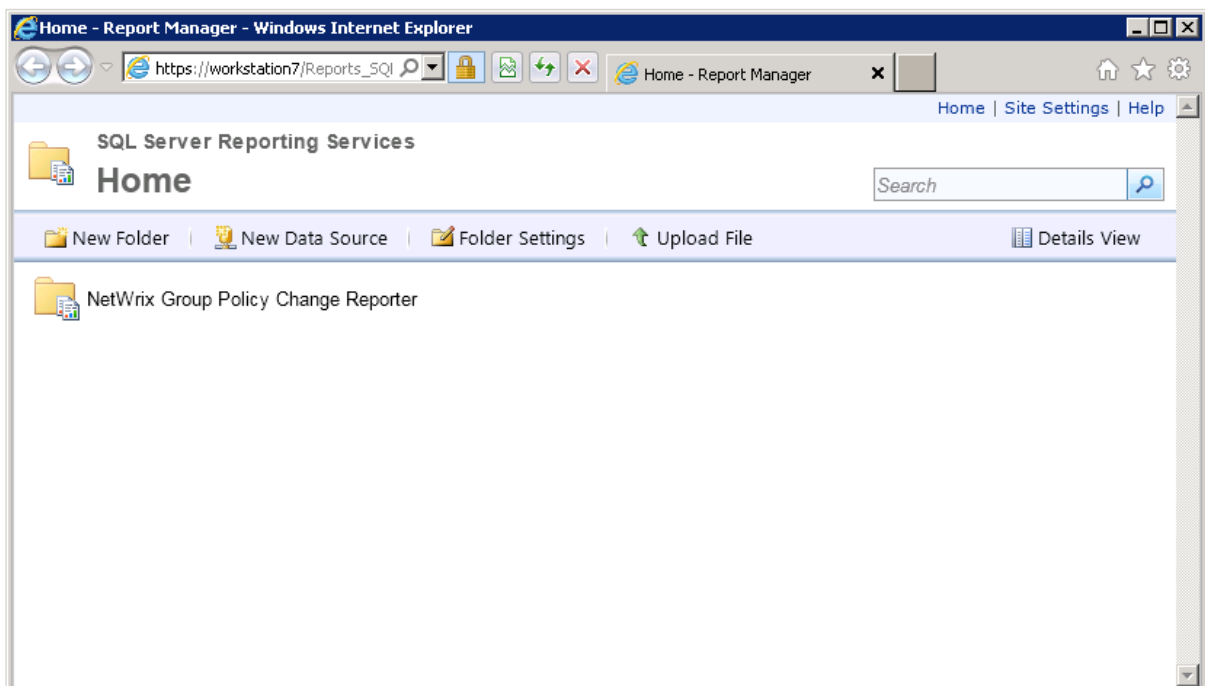 Home - Report Manager - Windows Internet Explorer
https://workstation7/Reports_SQl
Home - Report Manager
Home | Site Settings | Help
SQL Server Reporting Services
Home
Search
New Folder | New Data Source | Folder Settings | Upload File Details View
NetWrix Group Policy Change Reporter